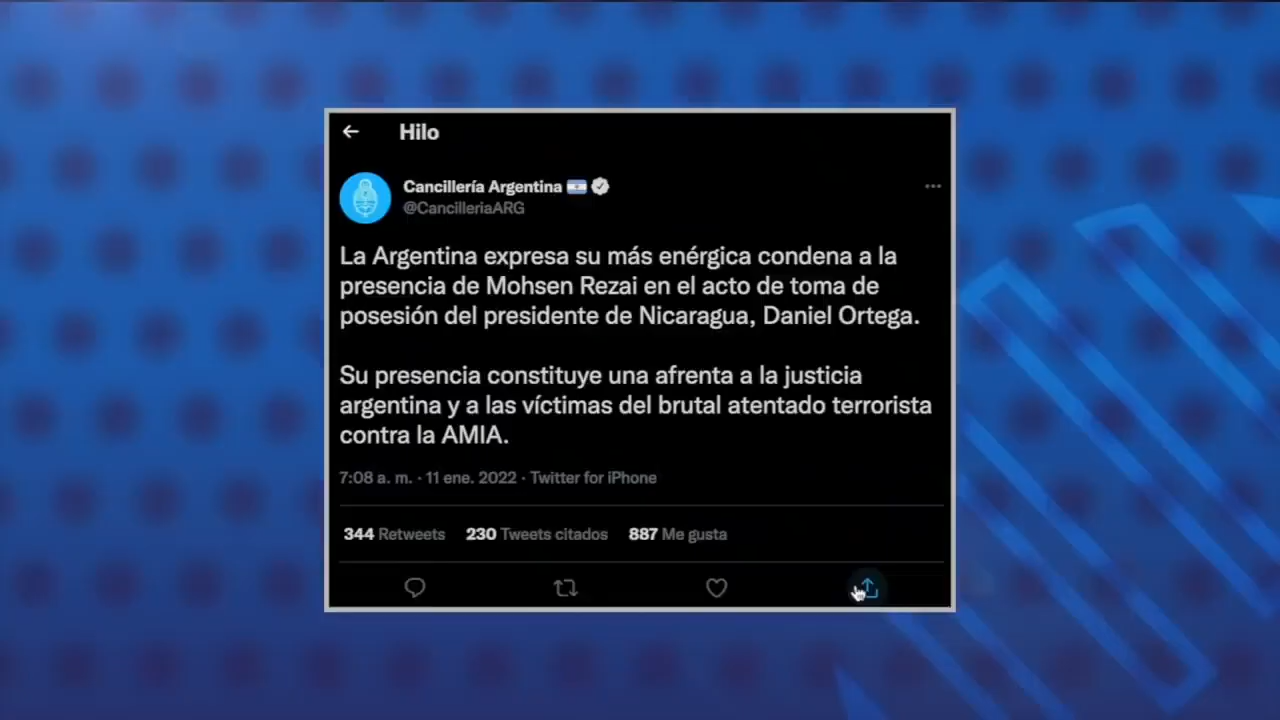 Hilo
Cancillería Argentina
@CancilleriaARG
La Argentina expresa su más enérgica condena a la
presencia de Mohsen Rezai en el acto de toma de
posesión del presidente de Nicaragua, Daniel Ortega.
Su presencia constituye una afrenta a la justicia
argentina y a las víctimas del brutal atentado terrorista
contra la AMIA.
7:08 a. m. · 11 ene. 2022 · Twitter for iPhone
344 Retweets 230 Tweets citados 887 Me gusta